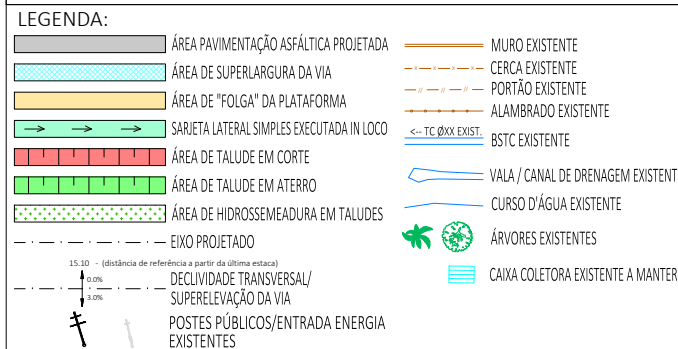 LEGENDA:
ÁREA PAVIMENTAÇÃO ASFÁLTICA PROJETADA
ÁREA DE SUPERLARGURA DA VIA
ÁREA DE "FOLGA" DA PLATAFORMA
SARJETA LATERAL SIMPLES EXECUTADA IN LOCO
ÁREA DE TALUDE EM CORTE
ÁREA DE TALUDE EM ATERRO
ÁREA DE HIDROSSEMEADURA EM TALUDES
EIXO PROJETADO
15.10 - (distância de referência a partir da última estaca)
0.0%
3.0%
DECLIVIDADE TRANSVERSAL/
SUPERELEVAÇÃO DA VIA
POSTES PÚBLICOS/ENTRADA ENERGIA
EXISTENTES
MURO EXISTENTE
CERCA EXISTENTE
PORTÃO EXISTENTE
ALAMBRADO EXISTENTE
<-- TC ØXX EXIST.
BSTC EXISTENTE
VALA / CANAL DE DRENAGEM EXISTENT
CURSO D'ÁGUA EXISTENTE
ÁRVORES EXISTENTES
CAIXA COLETORA EXISTENTE A MANTER